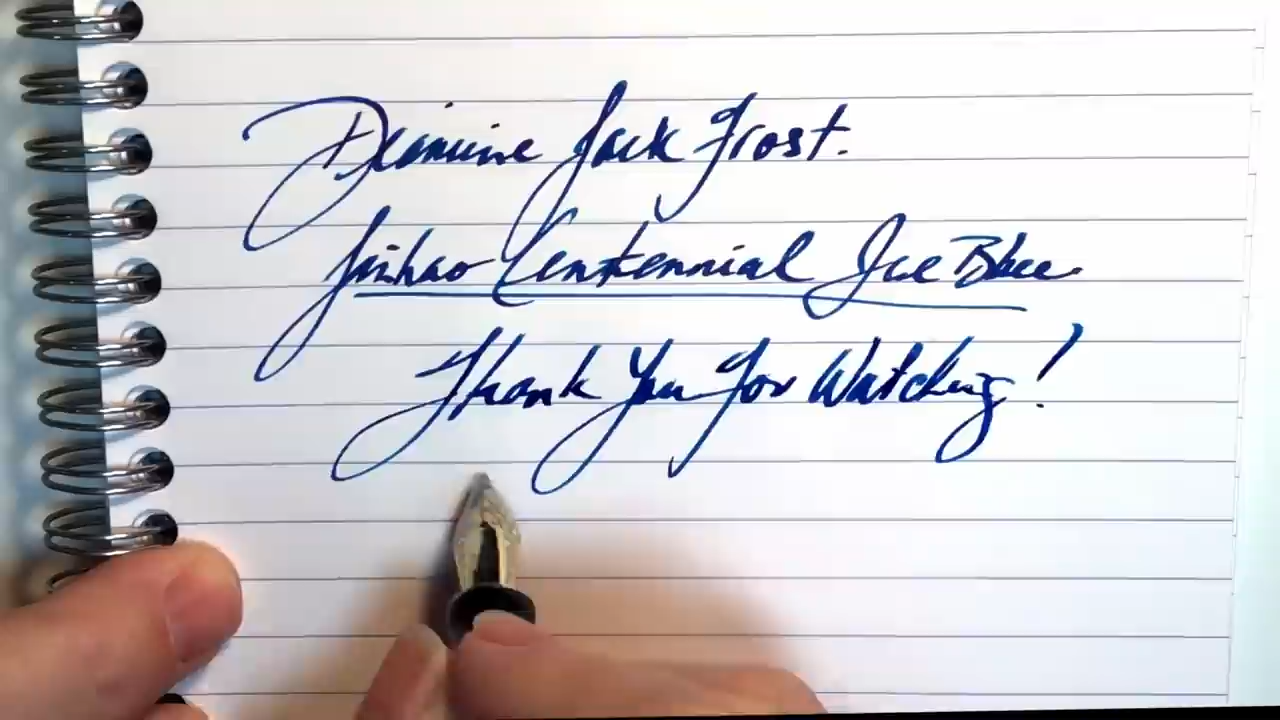 Diamine Jack Frost.
Jinhao Centennial Ice Blue.
Thank You For Watching!